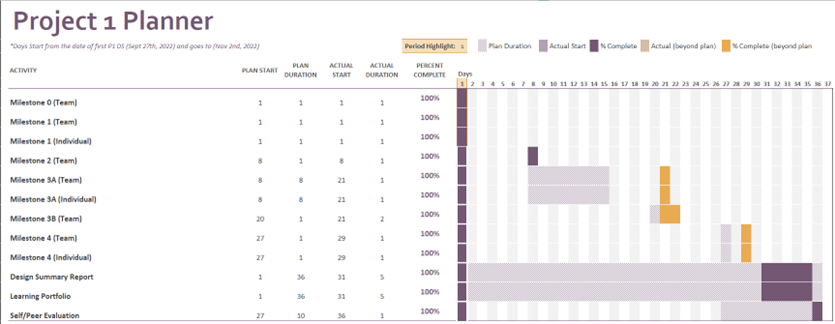 Project 1 Planner
*Days Start from the date of first P1 DS (Sept 27th, 2022) and goes to (Nov 2nd, 2022)
Period Highlight: 1 Plan Duration Actual Start % Complete Actual (beyond plan) % Complete (beyond plan
ACTIVITY PLAN START PLAN DURATION ACTUAL START ACTUAL DURATION PERCENT COMPLETE Days
1 2 3 4 5 6 7 8 9 10 11 12 13 14 15 16 17 18 19 20 21 22 23 24 25 26 27 28 29 30 31 32 33 34 35 36 37
Milestone 0 (Team) 1 1 1 1 100%
Milestone 1 (Team) 1 1 1 1 100%
Milestone 1 (Individual) 1 1 1 1 100%
Milestone 2 (Team) 8 1 8 1 100%
Milestone 3A (Team) 8 8 21 1 100%
Milestone 3A (Individual) 8 8 21 1 100%
Milestone 3B (Team) 20 1 21 2 100%
Milestone 4 (Team) 27 1 29 1 100%
Milestone 4 (Individual) 27 1 29 1 100%
Design Summary Report 1 36 31 5 100%
Learning Portfolio 1 36 31 5 100%
Self/Peer Evaluation 27 10 36 1 100%